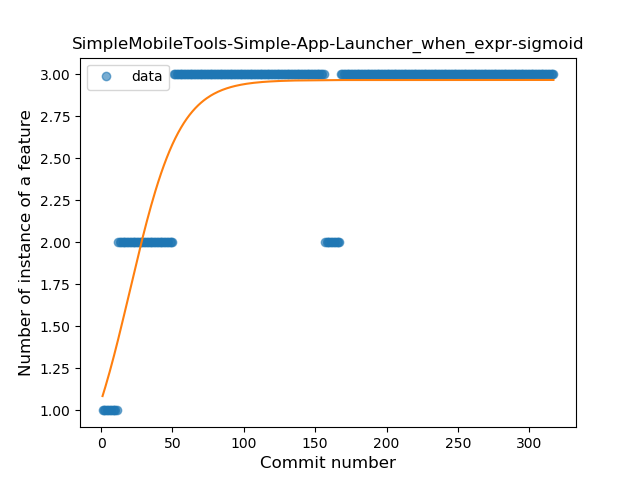 SimpleMobileTools-Simple-App-Launcher_when_expr-sigmoid
data
3.00
2.75
2.50
2.25
2.00
1.75
1.50
1.25
1.00
Number of instance of a feature
0 50 100 150 200 250 300
Commit number